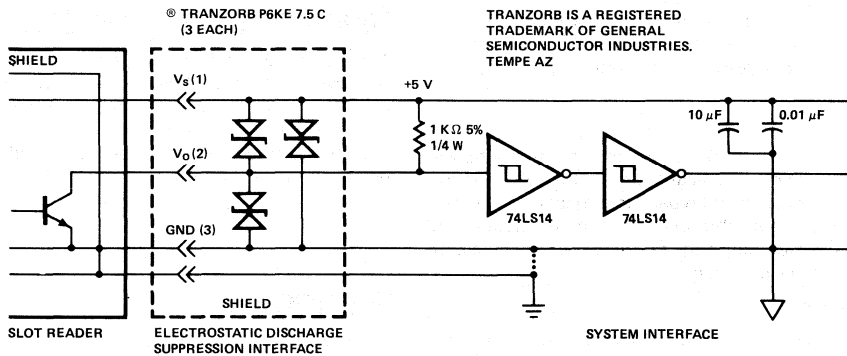 ® TRANZORB P6KE 7.5 C
(3 EACH)
TRANZORB IS A REGISTERED
TRADEMARK OF GENERAL
SEMICONDUCTOR INDUSTRIES.
TEMPE AZ
SHIELD
VS (1)
+5 V
10 μF
0.01 μF
1 KΩ 5%
1/4 W
VO (2)
74LS14
74LS14
GND (3)
SHIELD
SLOT READER
ELECTROSTATIC DISCHARGE
SUPPRESSION INTERFACE
SYSTEM INTERFACE